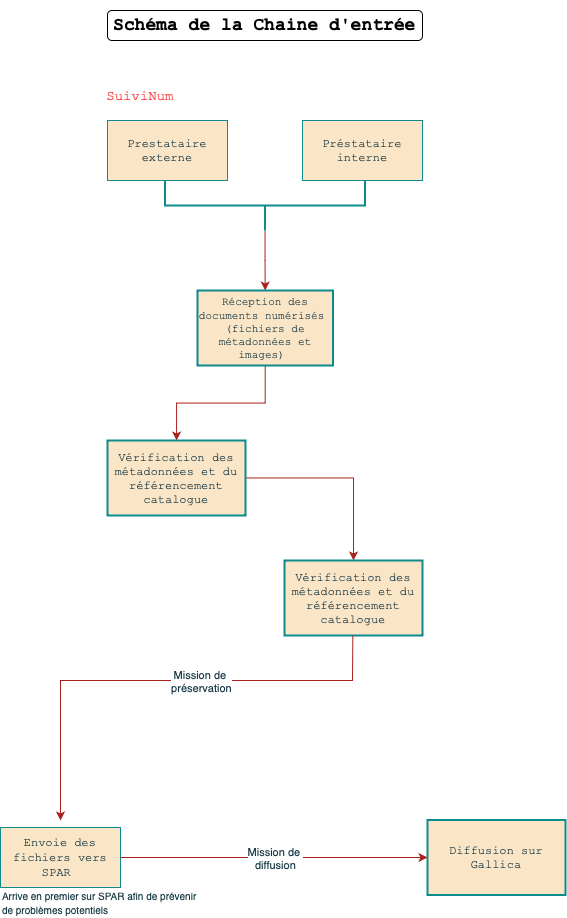 Schéma de la Chaine d'entrée
SuiviNum
Prestataire
externe
Préstataire
interne
Réception des
documents numérisés
(fichiers de
métadonnées et
images)
Vérification des
métadonnées et du
référencement
catalogue
Vérification des
métadonnées et du
référencement
catalogue
Mission de
préservation
Envoie des
fichiers vers
SPAR
Mission de
diffusion
Diffusion sur
Gallica
Arrive en premier sur SPAR afin de prévenir
de problèmes potentiels